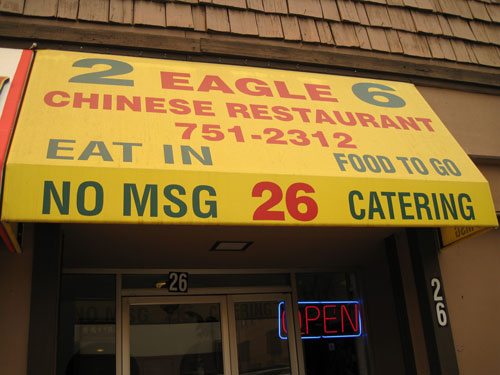 2 EAGLE 6
CHINESE RESTAURANT
751-2312
EAT IN FOOD TO GO
NO MSG 26 CATERING
26
OPEN
26